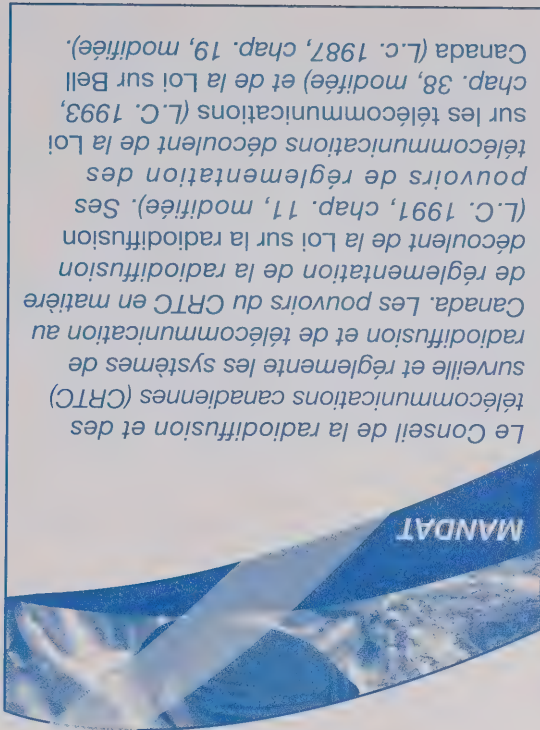 MANDAT
Le Conseil de la radiodiffusion et des
télécommunications canadiennes (CRTC)
surveille et réglemente les systèmes de
radiodiffusion et de télécommunication au
Canada. Les pouvoirs du CRTC en matière
de réglementation de la radiodiffusion
découlent de la Loi sur la radiodiffusion
(L.C. 1991, chap. 11, modifiée). Ses
pouvoirs de réglementation des
télécommunications découlent de la Loi
sur les télécommunications (L.C. 1993,
chap. 38, modifiée) et de la Loi sur Bell
Canada (L.c. 1987, chap. 19, modifiée).